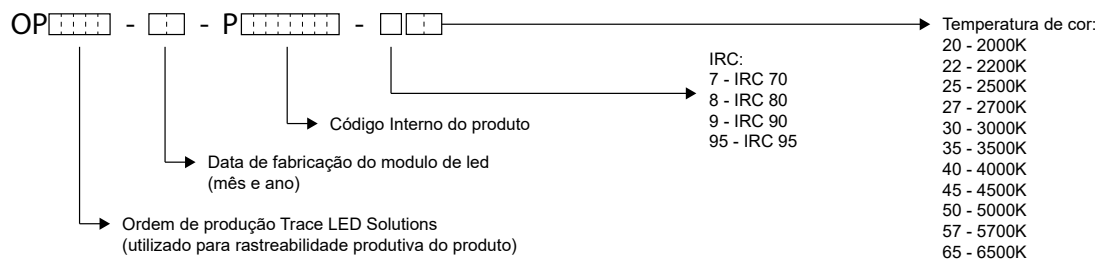 OP - - P -
Temperatura de cor:
20 - 2000K
22 - 2200K
25 - 2500K
27 - 2700K
30 - 3000K
35 - 3500K
40 - 4000K
45 - 4500K
50 - 5000K
57 - 5700K
65 - 6500K
IRC:
7 - IRC 70
8 - IRC 80
9 - IRC 90
95 - IRC 95
Código Interno do produto
Data de fabricação do modulo de led
(mês e ano)
Ordem de produção Trace LED Solutions
(utilizado para rastreabilidade produtiva do produto)